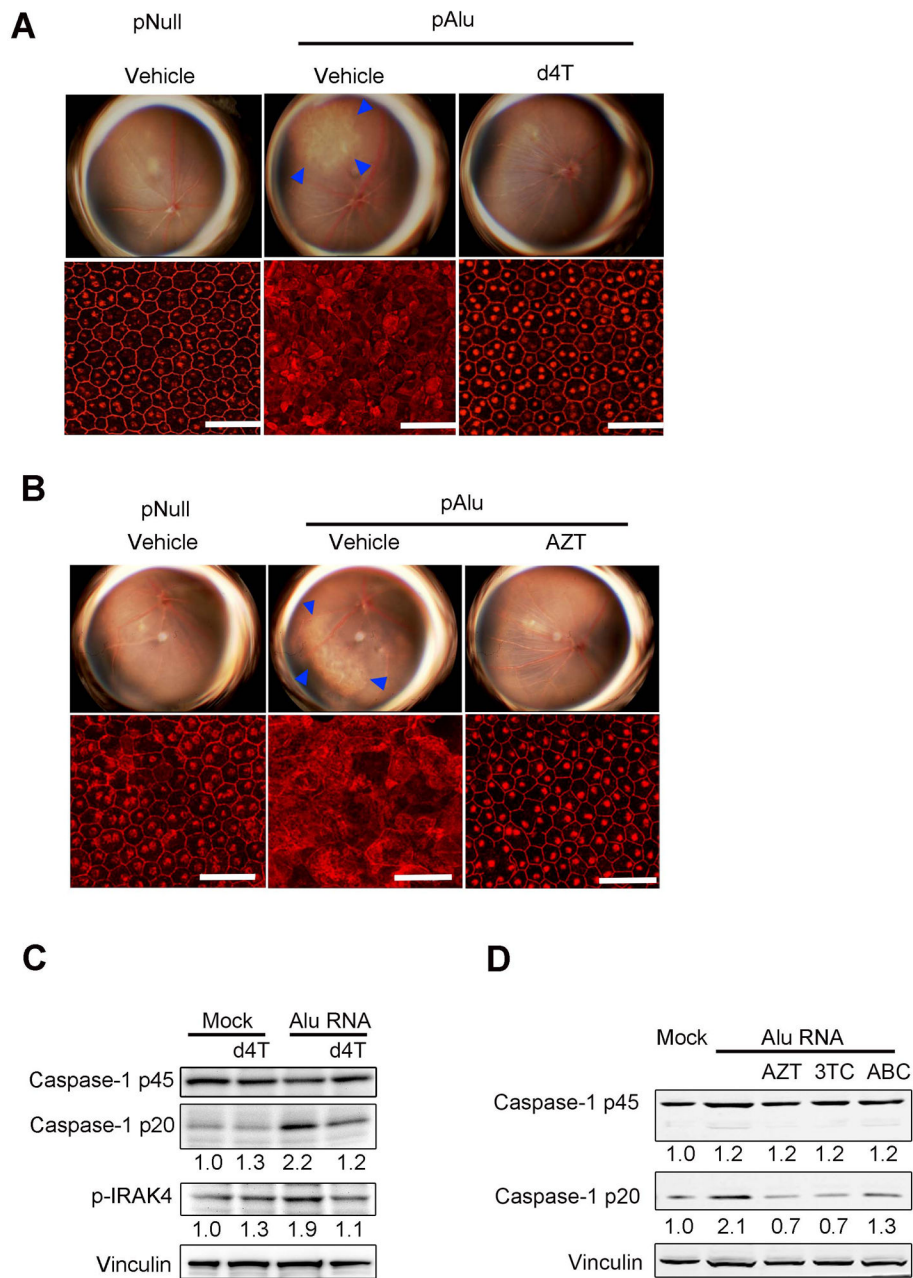 A
pNull
pAlu
Vehicle
Vehicle
d4T
B
pNull
pAlu
Vehicle
Vehicle
AZT
C
Mock
Alu RNA
d4T
d4T
Caspase-1 p45
Caspase-1 p20
1.0 1.3 2.2 1.2
p-IRAK4
1.0 1.3 1.9 1.1
Vinculin
D
Mock
Alu RNA
AZT 3TC ABC
Caspase-1 p45
1.0 1.2 1.2 1.2 1.2
Caspase-1 p20
1.0 2.1 0.7 0.7 1.3
Vinculin